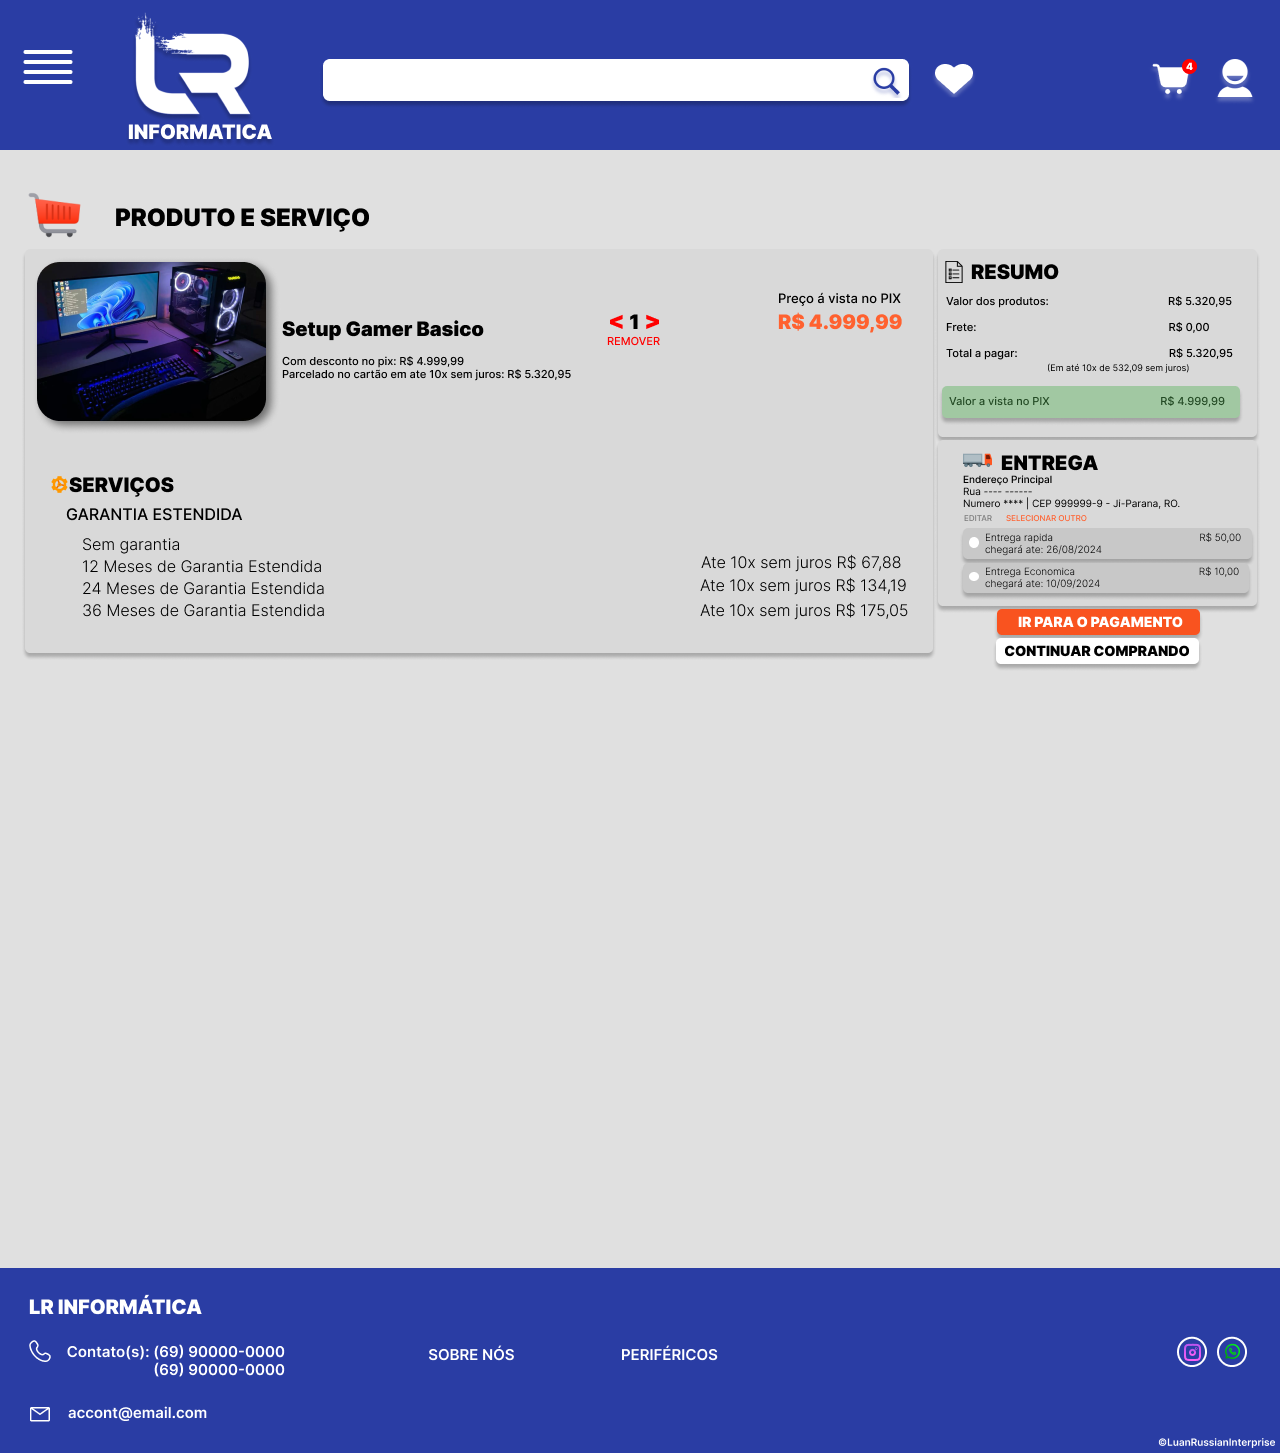 LR
INFORMATICA
4
PRODUTO E SERVIÇO
Setup Gamer Basico
Com desconto no pix: R$ 4.999,99
Parcelado no cartão em ate 10x sem juros: R$ 5.320,95
< 1 >
REMOVER
Preço á vista no PIX
R$ 4.999,99
SERVIÇOS
GARANTIA ESTENDIDA
Sem garantia
12 Meses de Garantia Estendida Ate 10x sem juros R$ 67,88
24 Meses de Garantia Estendida Ate 10x sem juros R$ 134,19
36 Meses de Garantia Estendida Ate 10x sem juros R$ 175,05
RESUMO
Valor dos produtos: R$ 5.320,95
Frete: R$ 0,00
Total a pagar: R$ 5.320,95
(Em até 10x de 532,09 sem juros)
Valor a vista no PIX R$ 4.999,99
ENTREGA
Endereço Principal
Rua ---- ------
Numero **** | CEP 999999-9 - Ji-Parana, RO.
EDITAR SELECIONAR OUTRO
Entrega rapida R$ 50,00
chegará ate: 26/08/2024
Entrega Economica R$ 10,00
chegará ate: 10/09/2024
IR PARA O PAGAMENTO
CONTINUAR COMPRANDO
LR INFORMÁTICA
Contato(s): (69) 90000-0000
(69) 90000-0000
accont@email.com
SOBRE NÓS
PERIFÉRICOS
©LuanRussianInterprise